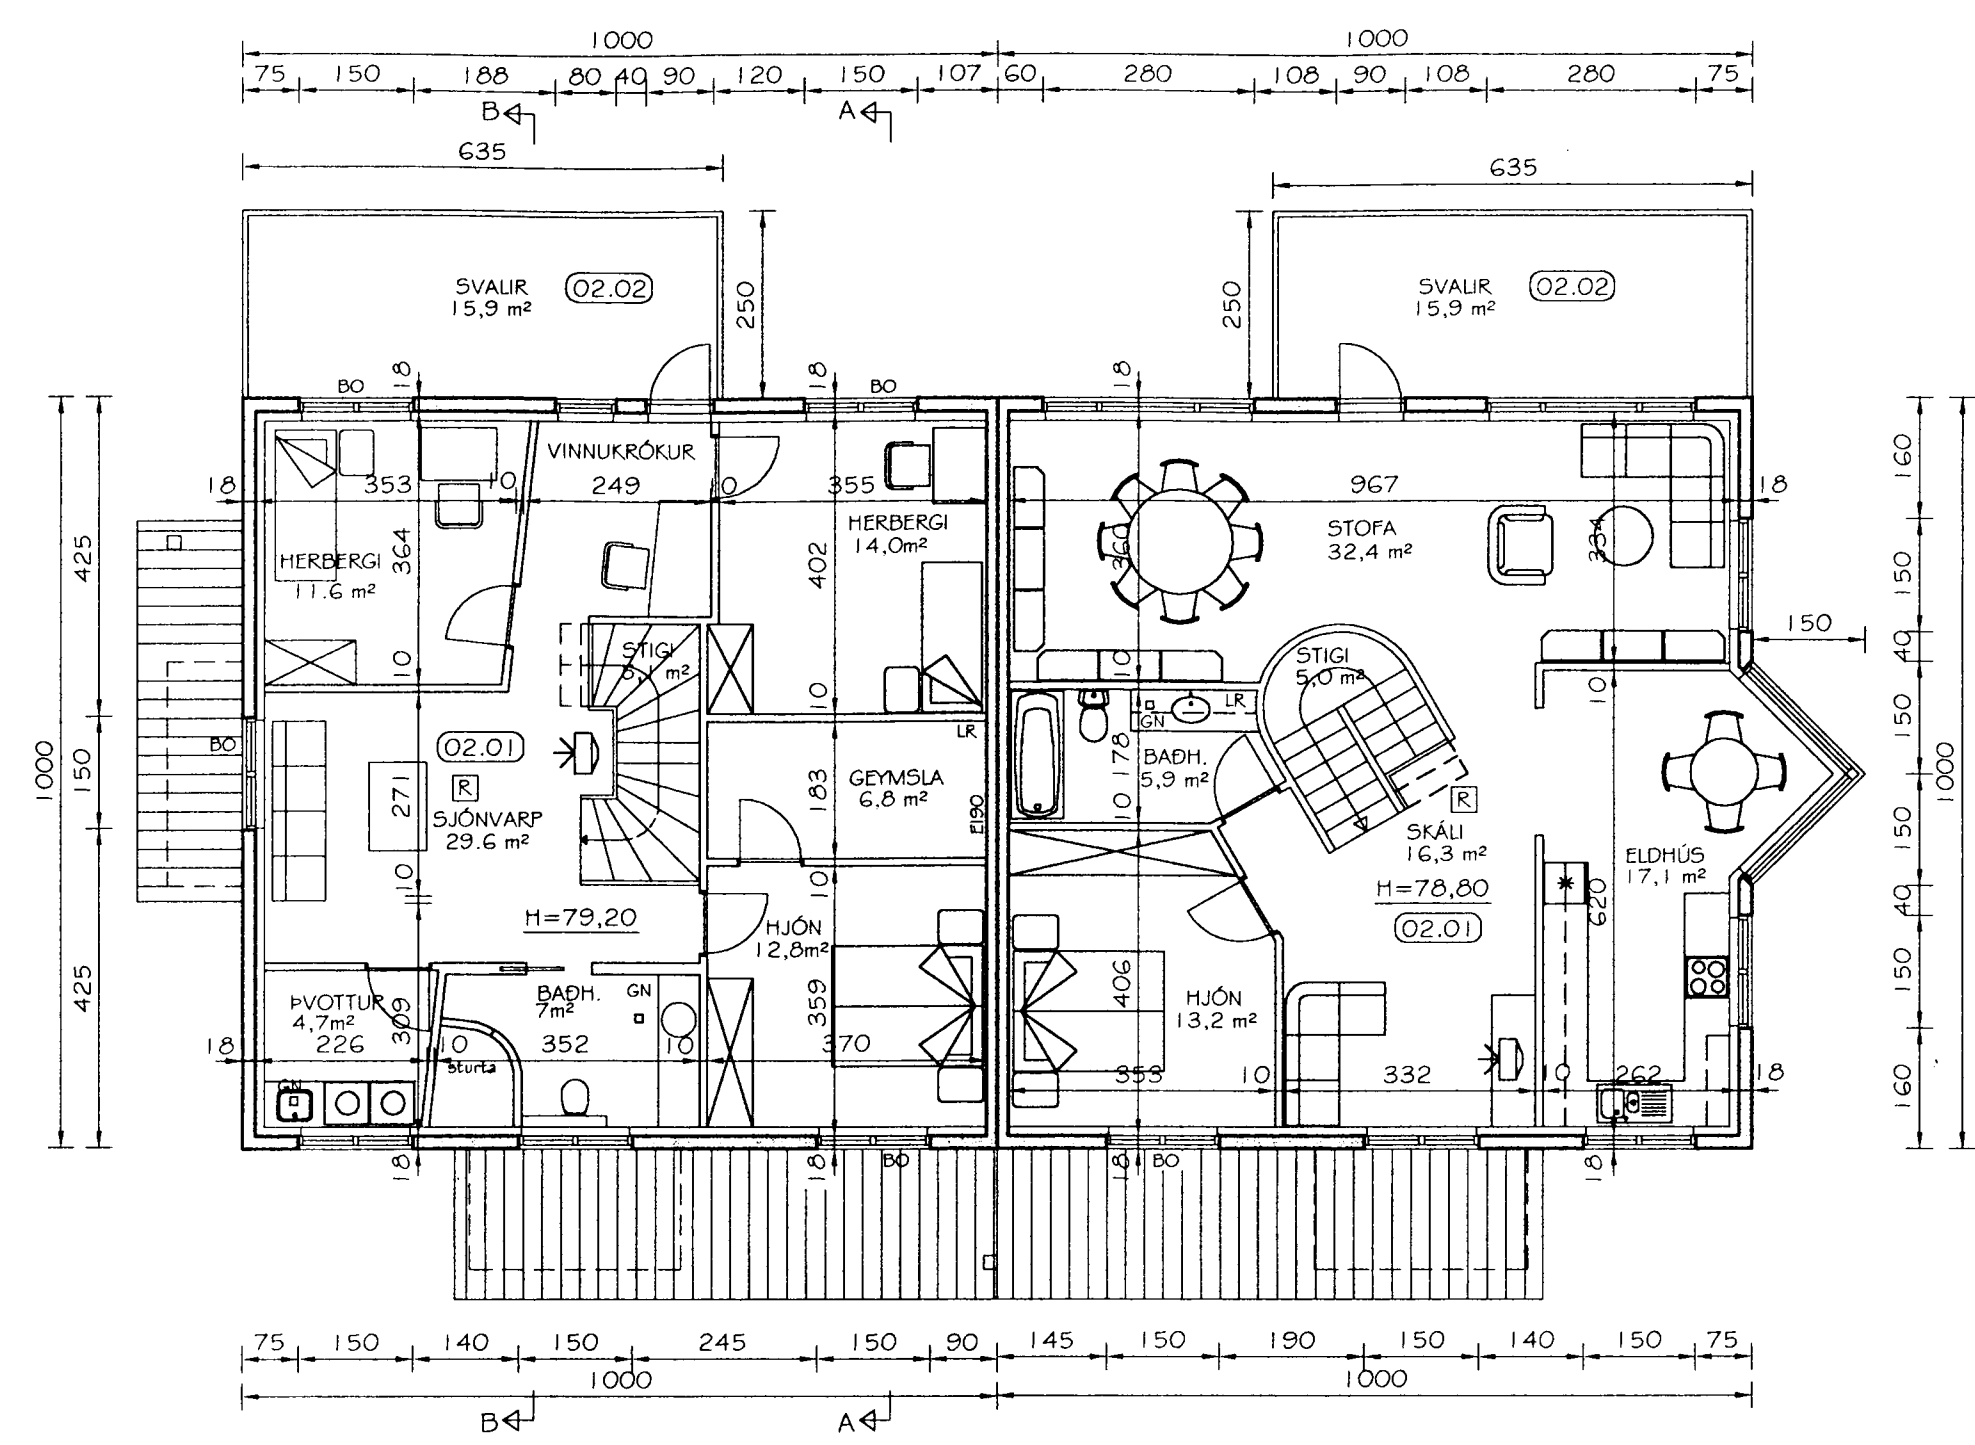 1000 1000
75 150 188 80 40 90 120 150 107 60 280 108 90 108 280 75
B A
635 635
SVALIR 02.02
15,9 m²
250
250
SVALIR 02.02
15,9 m²
BO 18 18 BO 18
VINNUKRÓKUR
18 353 10 249 355 967 18
HERBERGI
11.6 m²
364
HERBERGI
14,0m²
402
360
STOFA
32,4 m²
334
160
150
40
150
150
40
150
160
1000
150
425
150
425
1000
10
STIGI
10
10
STIGI
5,0 m²
10
BO
02.01
R
271
SJÓNVARP
29.6 m²
10
LR
183
GEYMSLA
6,8 m²
EI90
GN LR
178
BAÐH.
5,9 m²
10
R
SKÁLI
16,3 m²
H=78,80
02.01
ELDHÚS
17,1 m²
620
10
H=79,20
HJÓN
12,8m²
359
406
HJÓN
13,2 m²
ÞVOTTUR
4,7m²
309
BAÐH.
7m²
GN
18 226 10 352 10 370
sturta
GN
353 10 332 10 262 18
18 18 BO 18 BO 18
75 150 140 150 245 150 90 145 150 190 150 140 150 75
1000 1000
B A